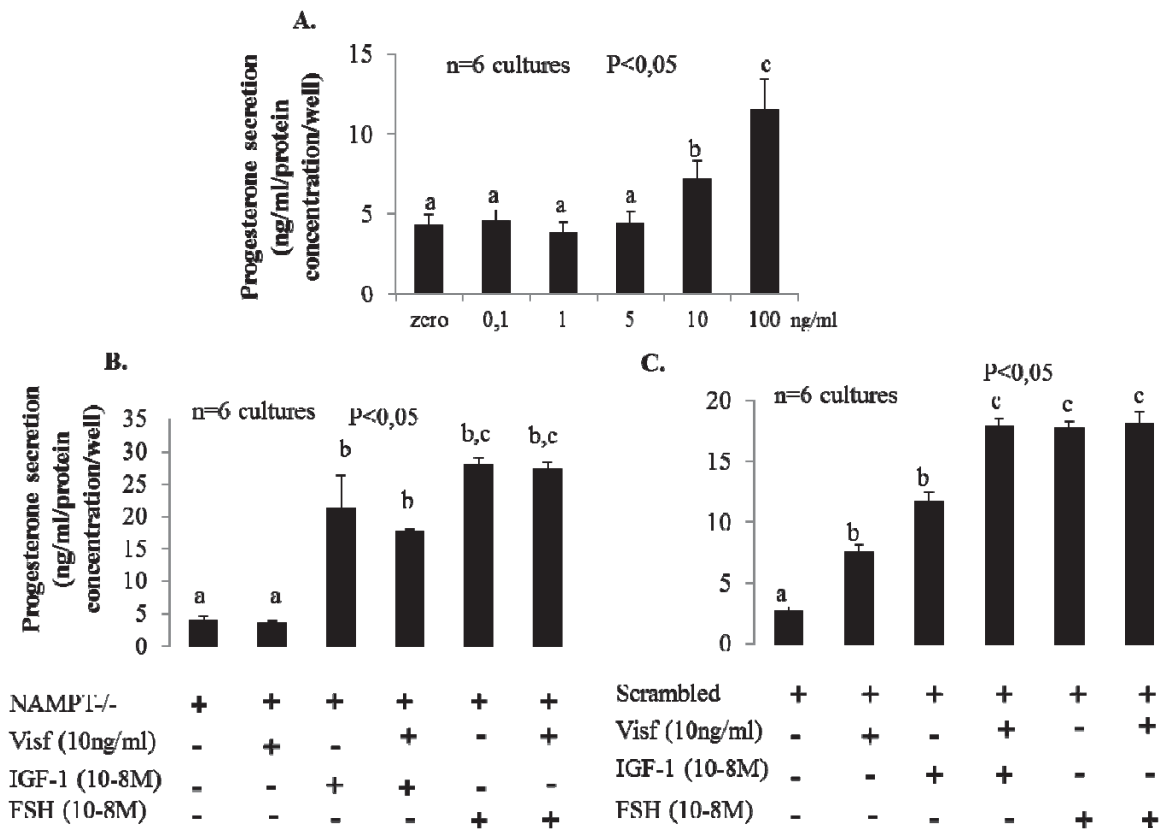 A.
Progesterone secretion
(ng/ml/protein
concentration/well
n=6 cultures P<0,05
15
10
5
0
a a a a b c
zero 0,1 1 5 10 100 ng/ml
B.
Progesterone secretion
(ng/ml/protein
concentration/well)
n=6 cultures P<0,05
35
30
25
20
15
10
5
0
a a b b b,c b,c
NAMPT-/- + + + + + +
Visf (10ng/ml) - + - + - +
IGF-1 (10-8M) - - + + - -
FSH (10-8M) - - - - + +
C.
n=6 cultures P<0,05
20
15
10
5
0
a b b c c c
Scrambled + + + + + +
Visf (10ng/ml) - + - + - +
IGF-1 (10-8M) - - + + - -
FSH (10-8M) - - - - + +